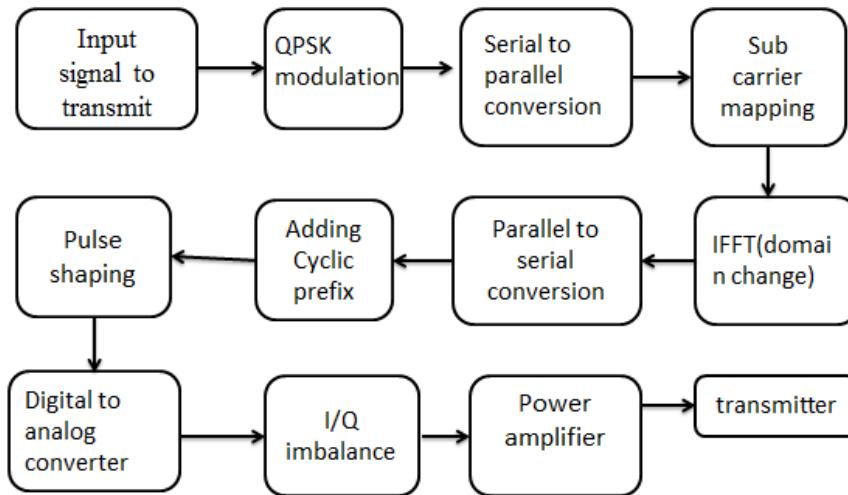 Input
signal to
transmit
QPSK
modulation
Serial to
parallel
conversion
Sub
carrier
mapping
Pulse
shaping
Adding
Cyclic
prefix
Parallel to
serial
conversion
IFFT(domai
n change)
Digital to
analog
converter
I/Q
imbalance
Power
amplifier
transmitter